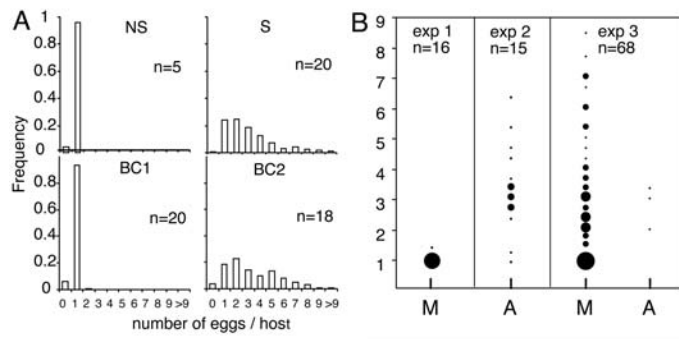 A
NS
S
n=5
n=20
Frequency
1
0.8
0.6
0.4
0.2
0
BC1
BC2
n=20
n=18
1
0.8
0.6
0.4
0.2
0
0 1 2 3 4 5 6 7 8 9 >9
0 1 2 3 4 5 6 7 8 9 >9
number of eggs / host
B
exp 1
n=16
exp 2
n=15
exp 3
n=68
9
8
7
6
5
4
3
2
1
M
A
M
A